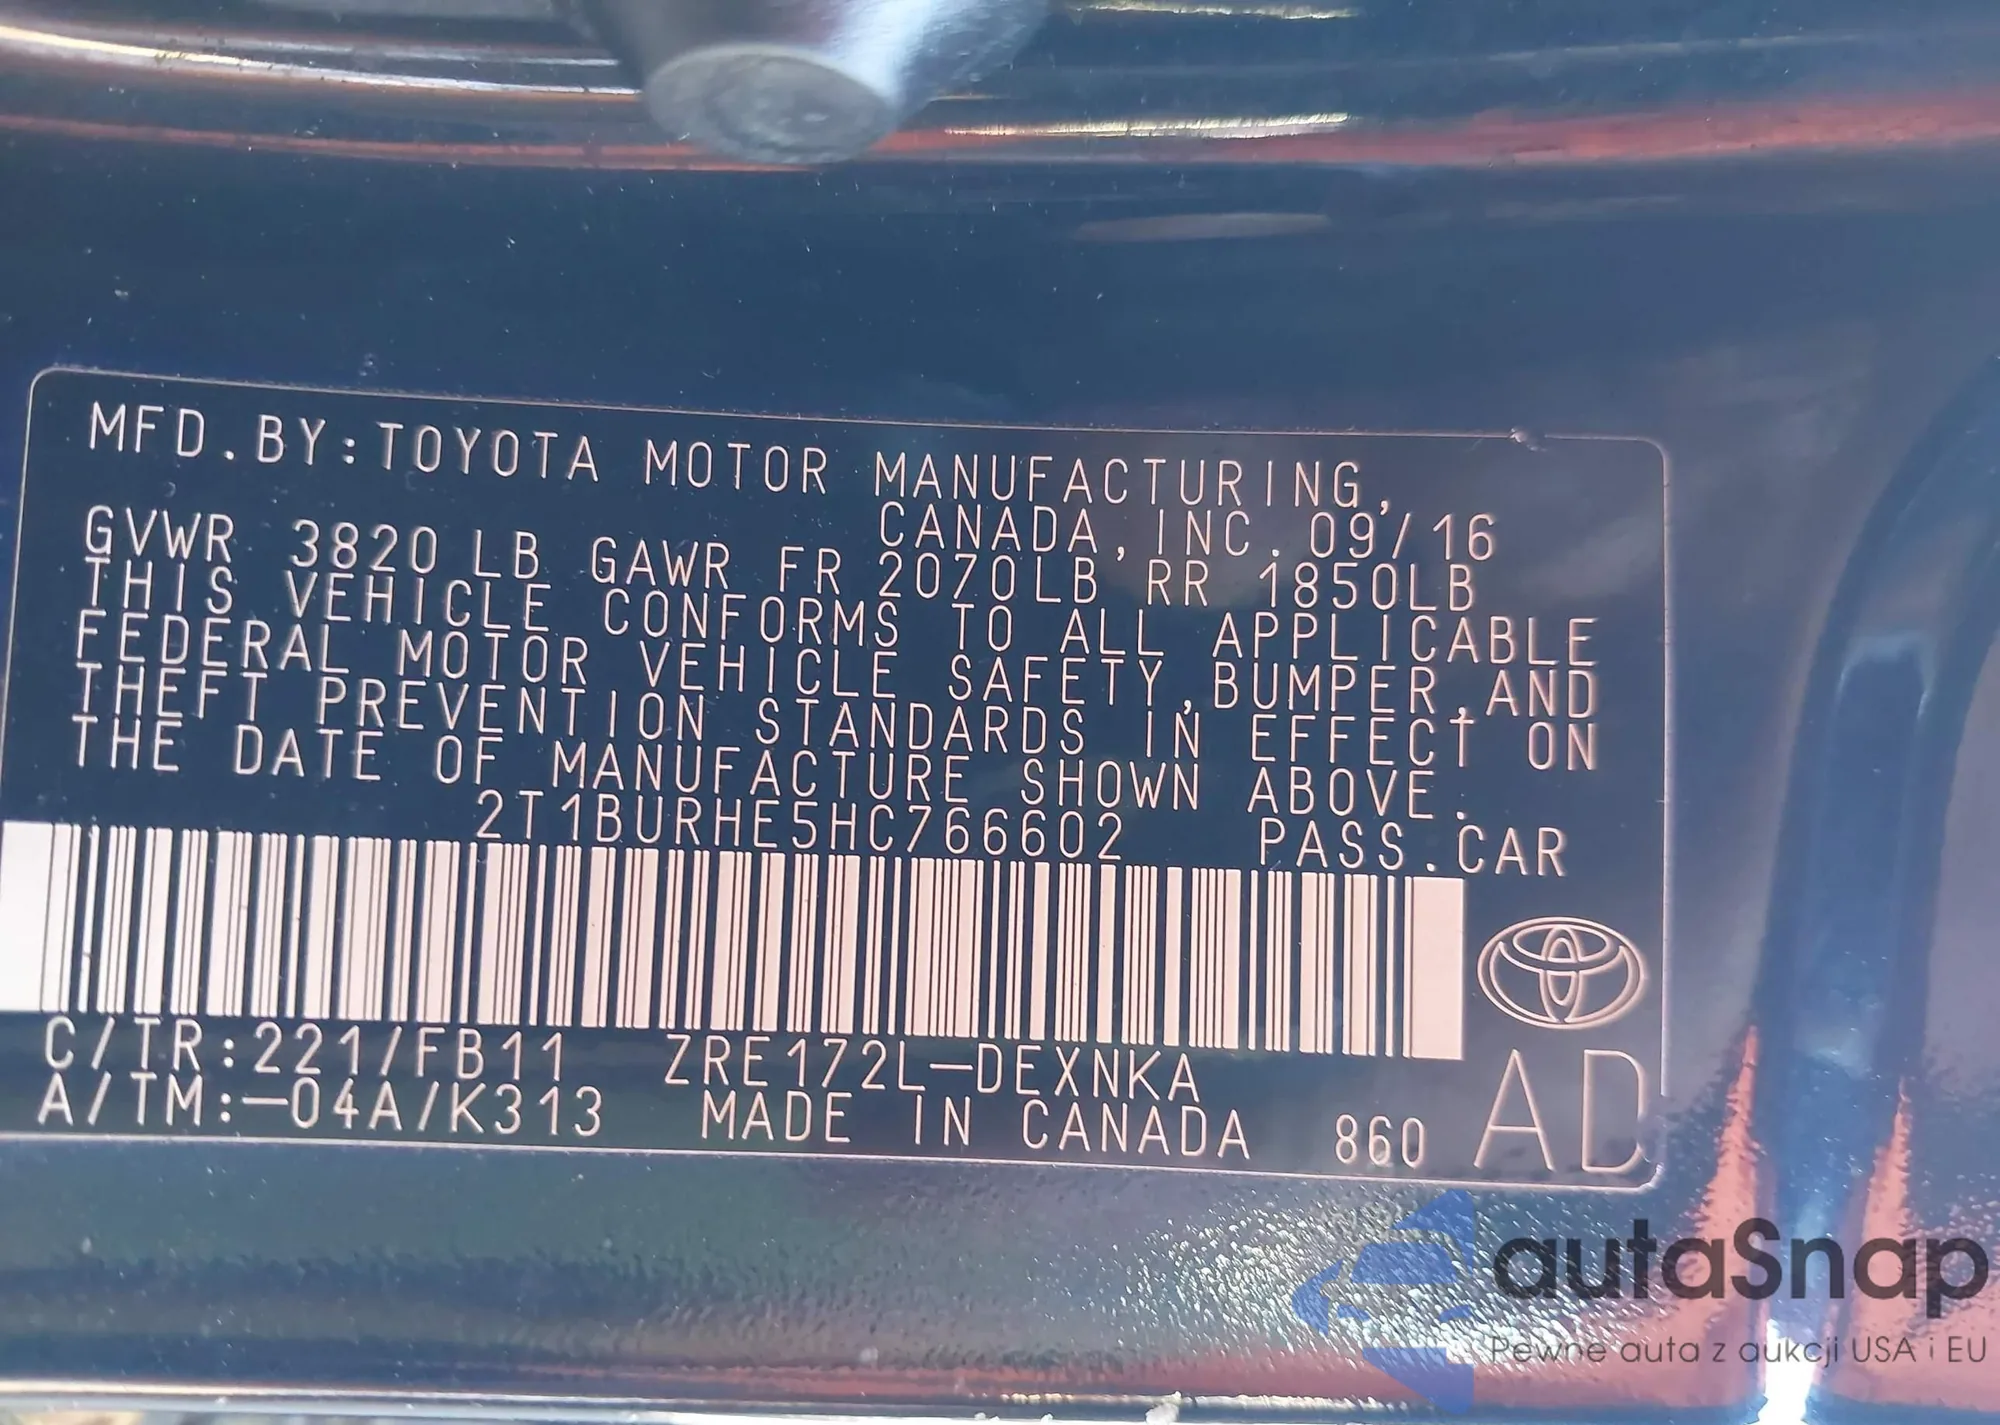 MFD.BY:TOYOTA MOTOR MANUFACTURING,
CANADA,INC. 09/16
GVWR 3820 LB GAWR FR 2070LB RR 1850LB
THIS VEHICLE CONFORMS TO ALL APPLICABLE
FEDERAL MOTOR VEHICLE SAFETY,BUMPER,AND
THEFT PREVENTION STANDARDS IN EFFECT ON
THE DATE OF MANUFACTURE SHOWN ABOVE.
2T1BURHE5HC766602 PASS.CAR
C/TR:221/FB11 ZRE172L-DEXNKA
A/TM:-04A/K313 MADE IN CANADA 860 AD
autaSnap
Pewne auta z aukcji USA i EU